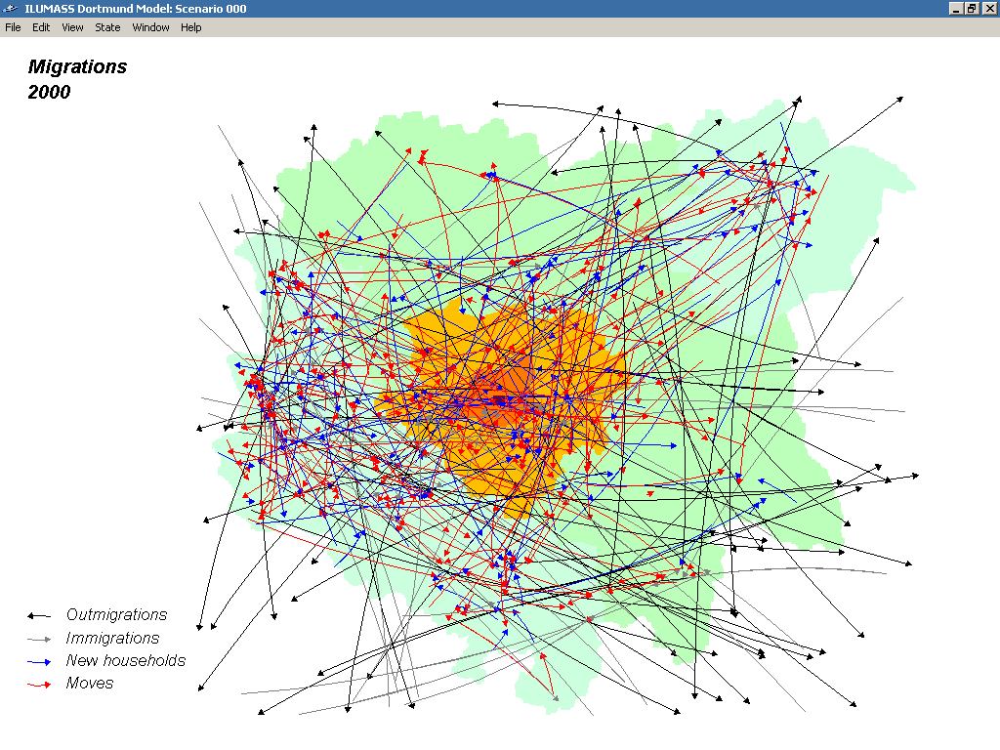 ILUMASS Dortmund Model: Scenario 000
File Edit View State Window Help
Migrations
2000
Outmigrations
Immigrations
New households
Moves